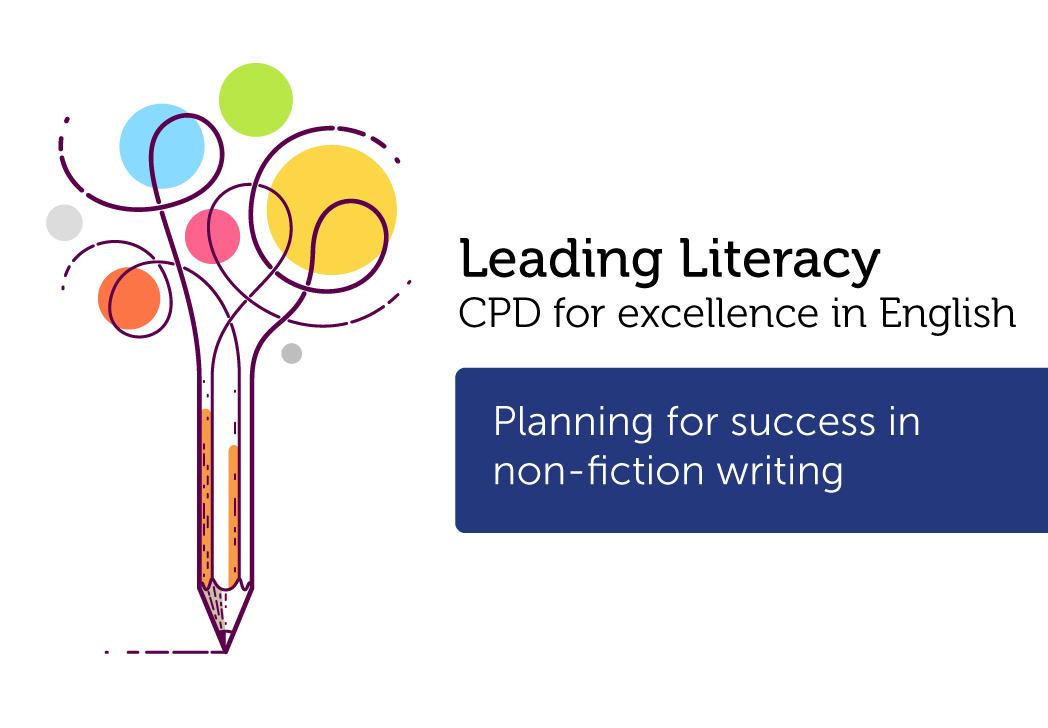 Leading Literacy
CPD for excellence in English
Planning for success in
non-fiction writing